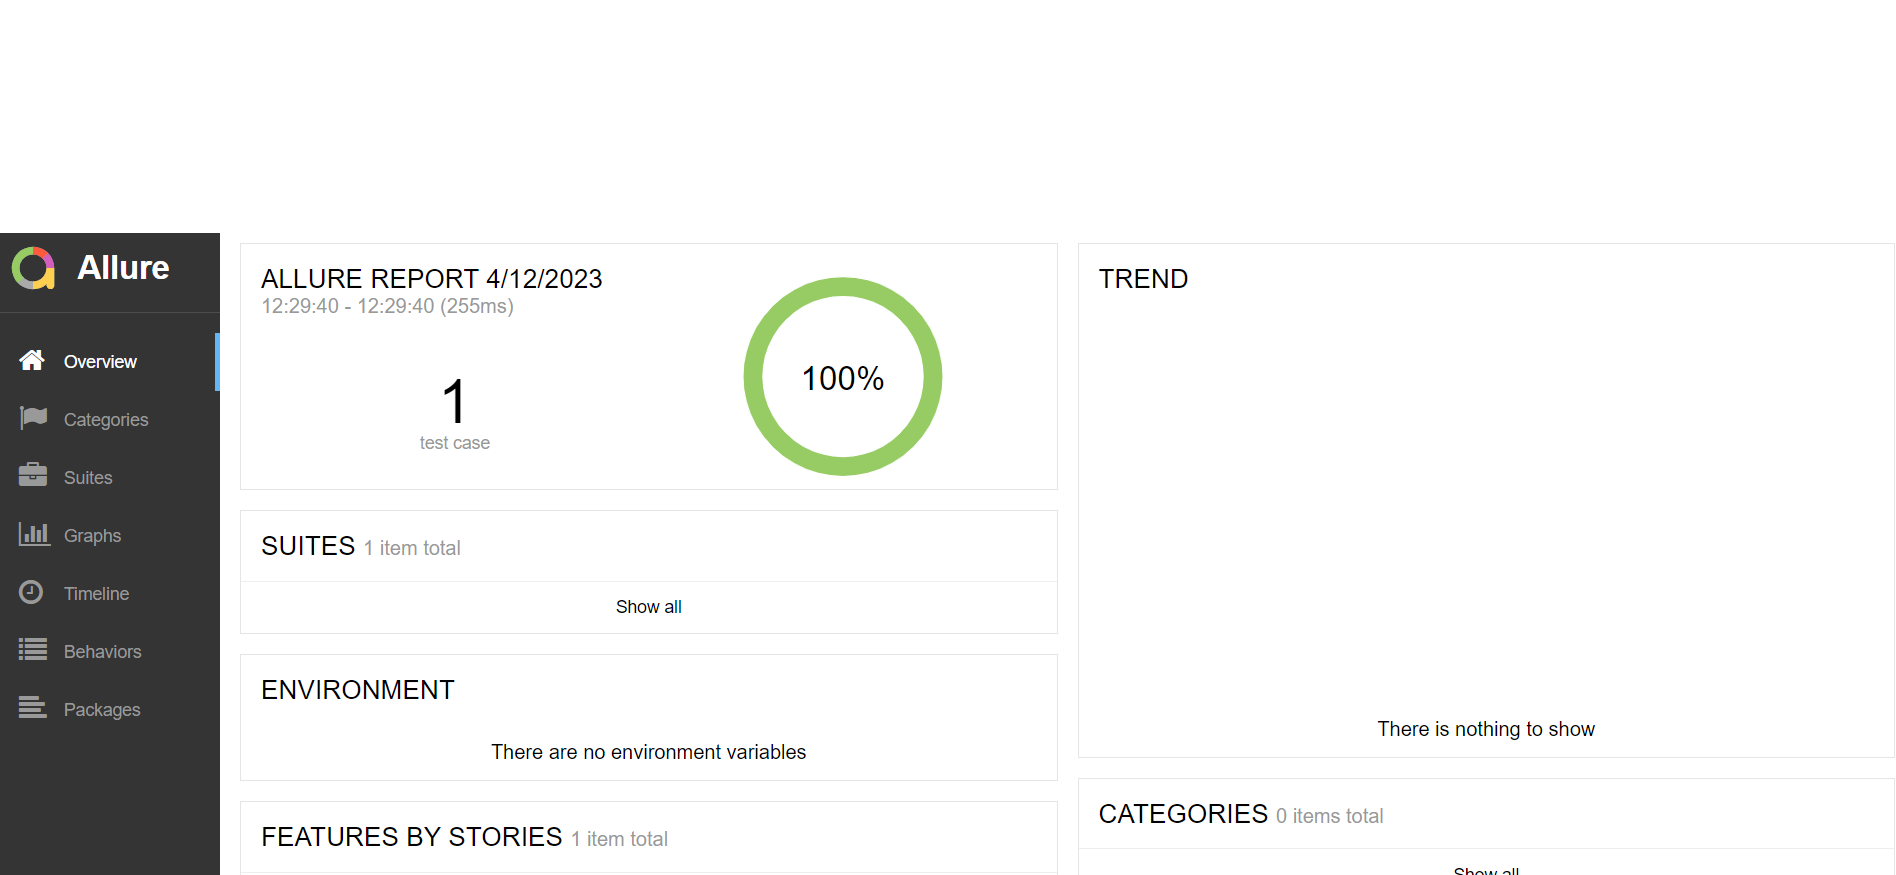 Allure
Overview
Categories
Suites
Graphs
Timeline
Behaviors
Packages
ALLURE REPORT 4/12/2023
12:29:40 - 12:29:40 (255ms)
1
test case
100%
SUITES 1 item total
Show all
ENVIRONMENT
There are no environment variables
FEATURES BY STORIES 1 item total
TREND
There is nothing to show
CATEGORIES 0 items total
Show all